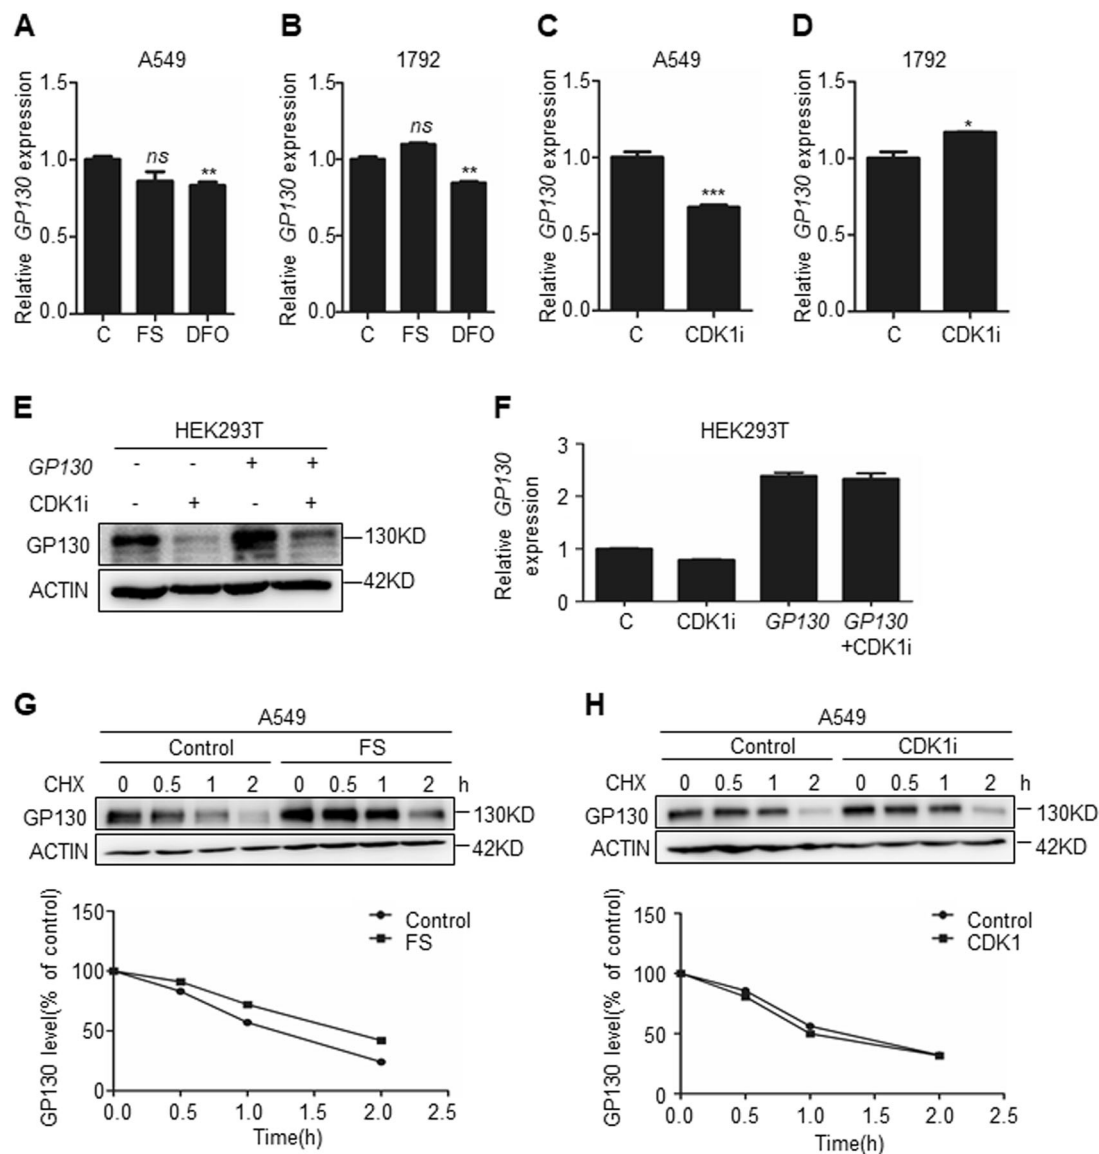 A
A549
Relative GP130 expression
1.5
1.0
0.5
0.0
ns
**
C FS DFO
B
1792
Relative GP130 expression
1.5
1.0
0.5
0.0
ns
**
C FS DFO
C
A549
Relative GP130 expression
1.5
1.0
0.5
0.0
***
C CDK1i
D
1792
Relative GP130 expression
1.5
1.0
0.5
0.0
*
C CDK1i
E
HEK293T
GP130 - - + +
CDK1i - + - +
GP130 130KD
ACTIN 42KD
F
HEK293T
Relative GP130
expression
3
2
1
0
C CDK1i GP130 GP130
+CDK1i
G
A549
Control FS
CHX 0 0.5 1 2 0 0.5 1 2 h
GP130 130KD
ACTIN 42KD
GP130 level(% of control)
150
100
50
0
Control
FS
0.0 0.5 1.0 1.5 2.0 2.5
Time(h)
H
A549
Control CDK1i
CHX 0 0.5 1 2 0 0.5 1 2 h
GP130 130KD
ACTIN 42KD
GP130 level(% of control)
150
100
50
0
Control
CDK1
0.0 0.5 1.0 1.5 2.0 2.5
Time(h)